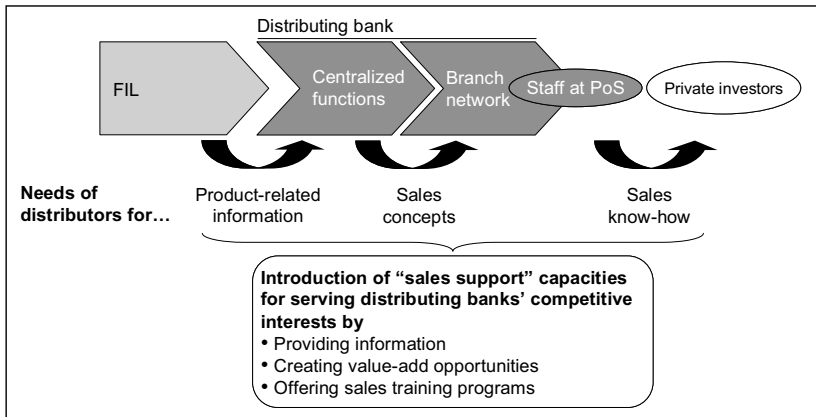 Distributing bank
FIL
Centralized
functions
Branch
network
Staff at PoS
Private investors
Needs of
distributors for…
Product-related
information
Sales
concepts
Sales
know-how
Introduction of “sales support” capacities
for serving distributing banks’ competitive
interests by
• Providing information
• Creating value-add opportunities
• Offering sales training programs